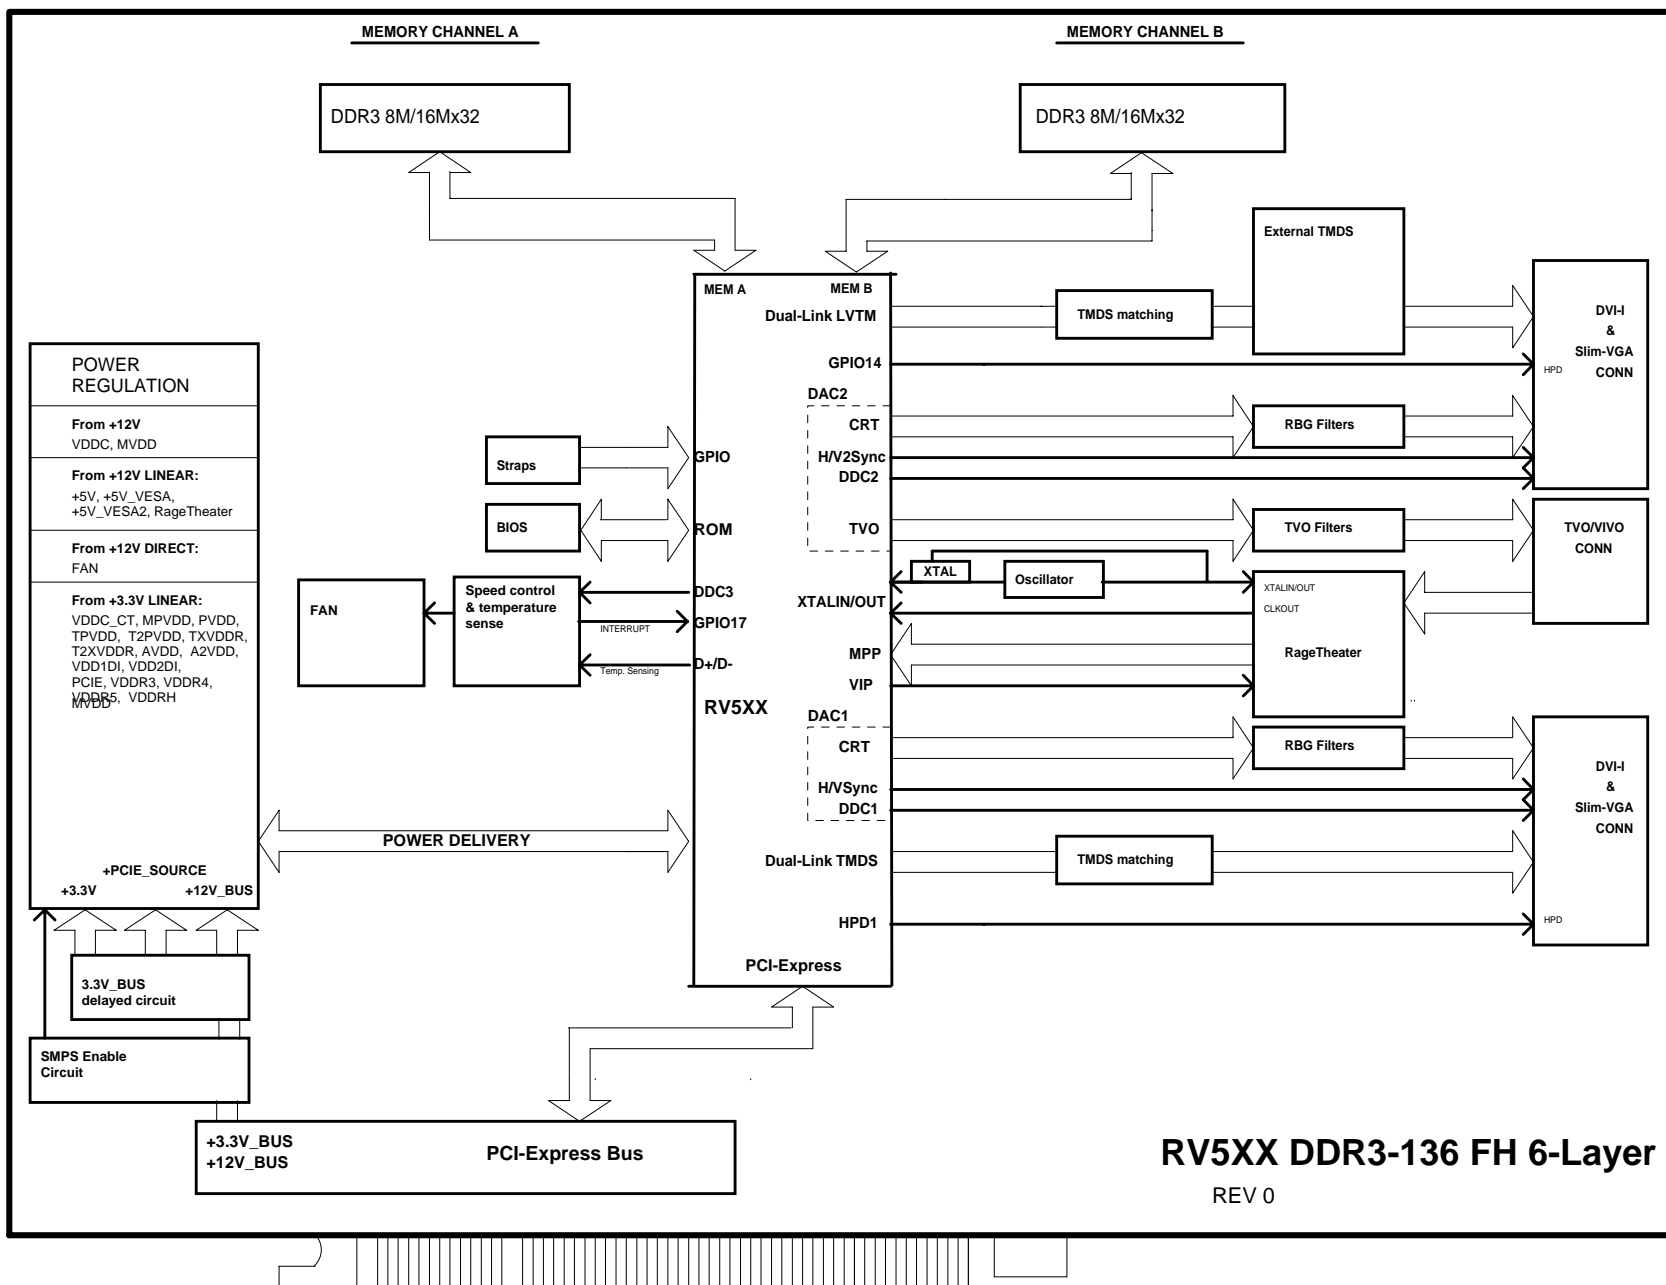 MEMORY CHANNEL A
MEMORY CHANNEL B
DDR3 8M/16Mx32
DDR3 8M/16Mx32
External TMDS
MEM A
MEM B
Dual-Link LVTM
TMDS matching
DVI-I
&
Slim-VGA
CONN
HPD
GPIO14
DAC2
CRT
RBG Filters
H/V2Sync
DDC2
TVO
TVO Filters
TVO/VIVO
CONN
POWER
REGULATION
From +12V
VDDC, MVDD
From +12V LINEAR:
+5V, +5V_VESA,
+5V_VESA2, RageTheater
From +12V DIRECT:
FAN
From +3.3V LINEAR:
VDDC_CT, MPVDD, PVDD,
TPVDD, T2PVDD, TXVDDR,
T2XVDDR, AVDD, A2VDD,
VDD1DI, VDD2DI,
PCIE, VDDR3, VDDR4,
VDDR5, VDDRH
MVDD
+PCIE_SOURCE
+3.3V
+12V_BUS
Straps
GPIO
BIOS
ROM
FAN
Speed control
& temperature
sense
DDC3
INTERRUPT
GPIO17
Temp. Sensing
D+/D-
RV5XX
XTAL
Oscillator
XTALIN/OUT
XTALIN/OUT
CLKOUT
RageTheater
MPP
VIP
DAC1
CRT
RBG Filters
H/VSync
DDC1
DVI-I
&
Slim-VGA
CONN
HPD
Dual-Link TMDS
TMDS matching
HPD1
PCI-Express
POWER DELIVERY
3.3V_BUS
delayed circuit
SMPS Enable
Circuit
+3.3V_BUS
+12V_BUS
PCI-Express Bus
RV5XX DDR3-136 FH 6-Layer
REV 0